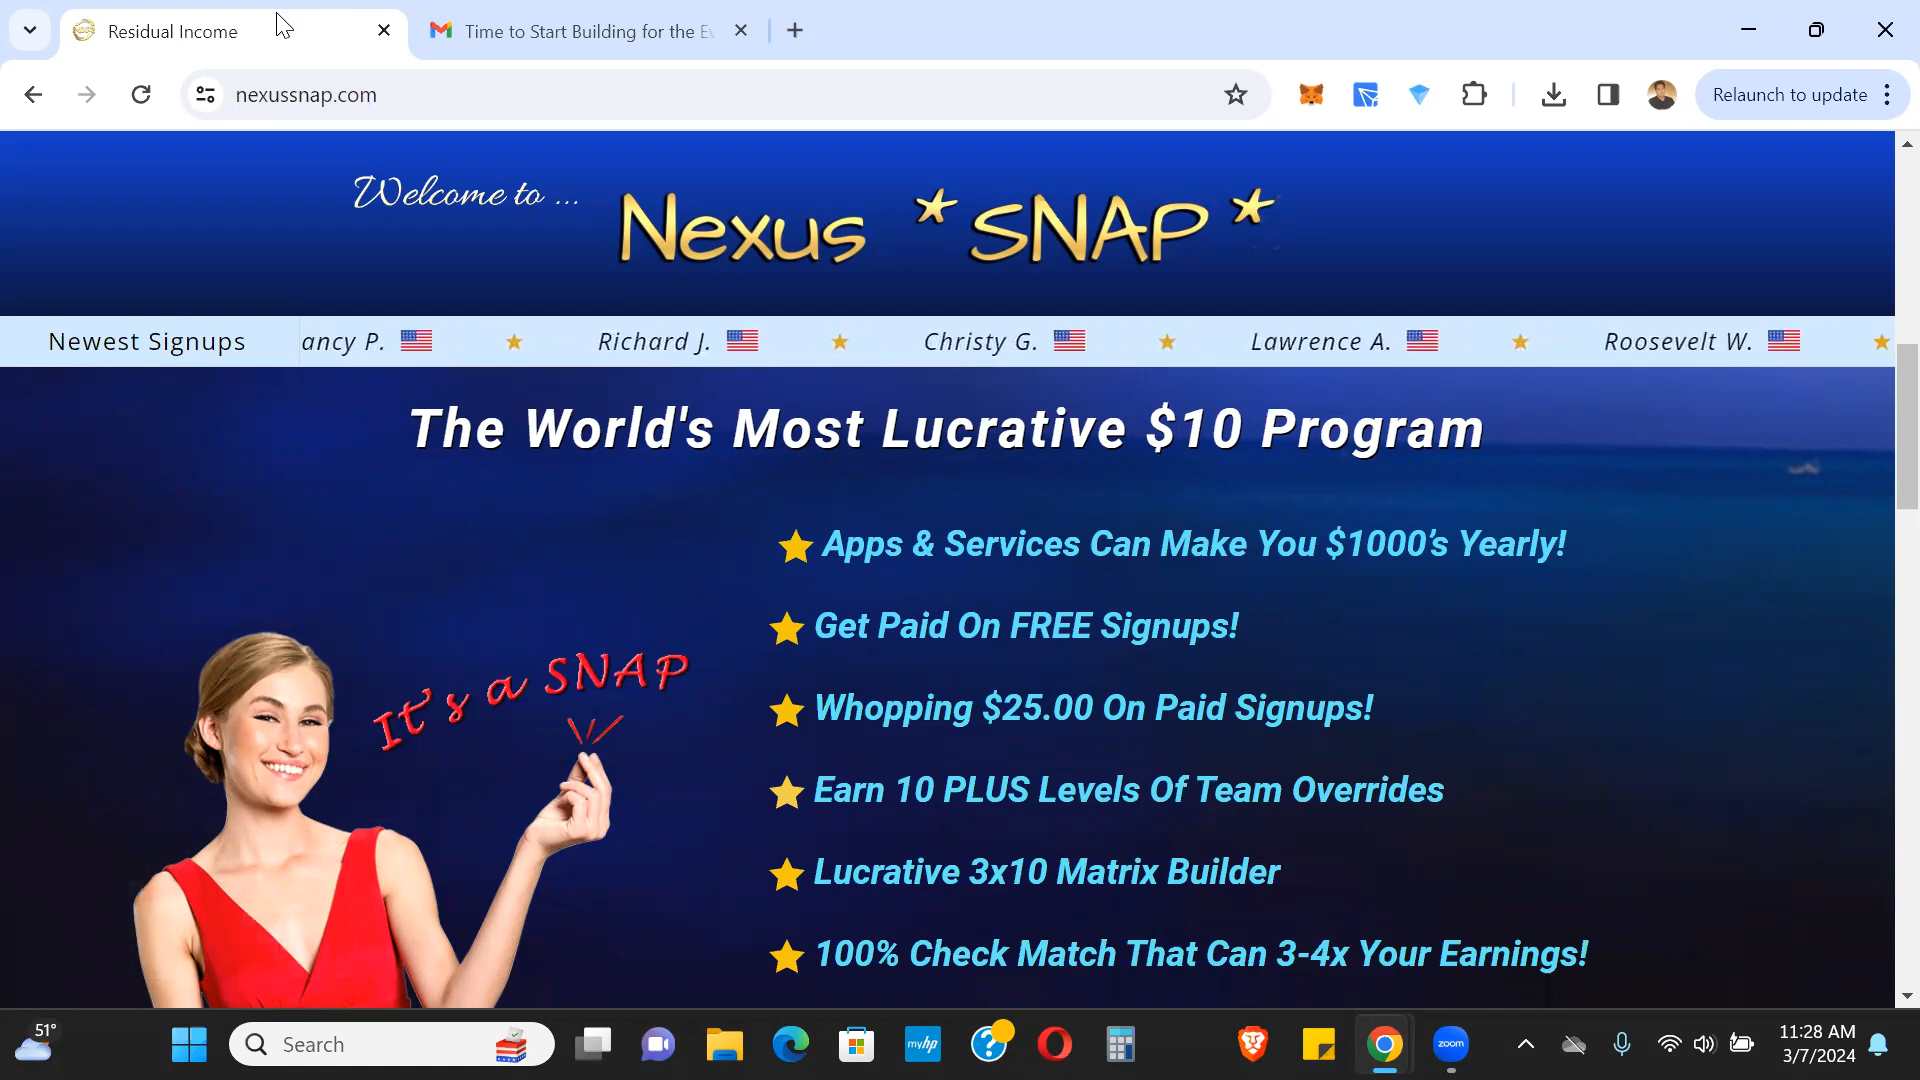 Residual Income
Time to Start Building for the Ev
nexussnap.com
Relaunch to update
Welcome to ...
Nexus *SNAP*
Newest Signups
ancy P.
Richard J.
Christy G.
Lawrence A.
Roosevelt W.
The World's Most Lucrative $10 Program
Apps & Services Can Make You $1000's Yearly!
Get Paid On FREE Signups!
It's a SNAP
Whopping $25.00 On Paid Signups!
Earn 10 PLUS Levels Of Team Overrides
Lucrative 3x10 Matrix Builder
100% Check Match That Can 3-4x Your Earnings!
51°
Search
myhp
zoom
11:28 AM
3/7/2024